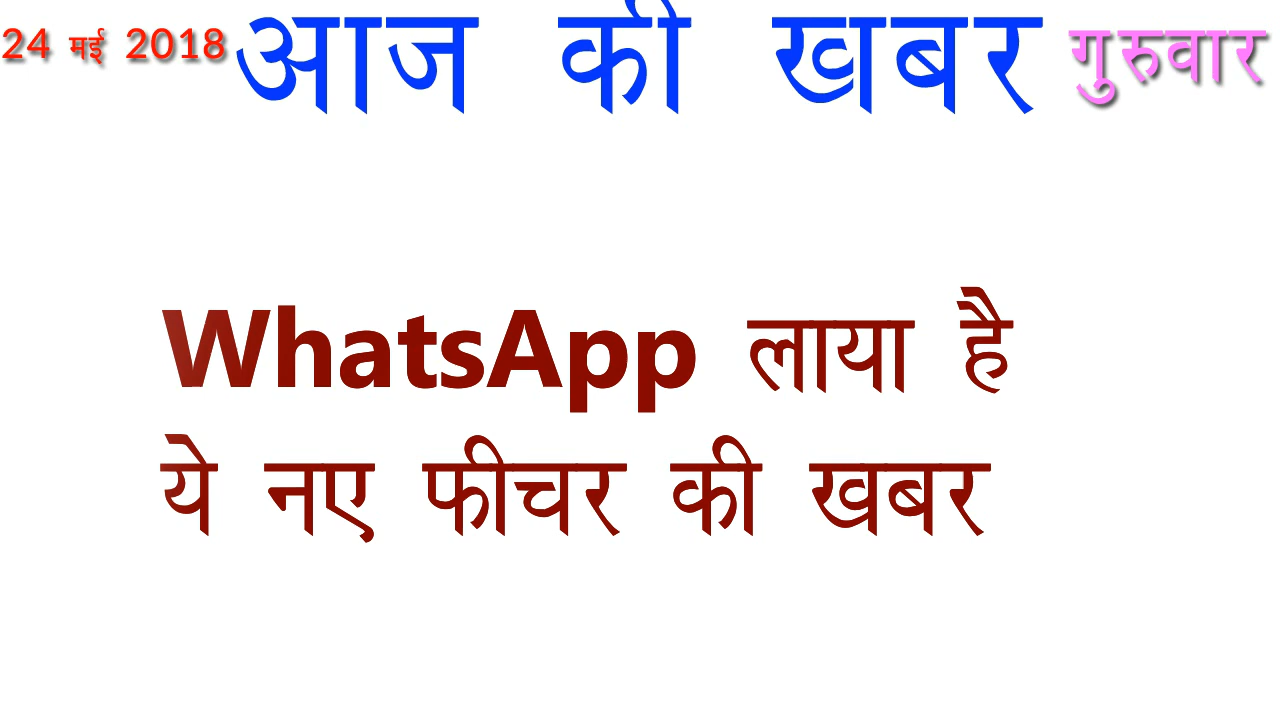 24 मई 2018 आज की खबर गुरुवार
WhatsApp लाया है
ये नए फीचर की खबर